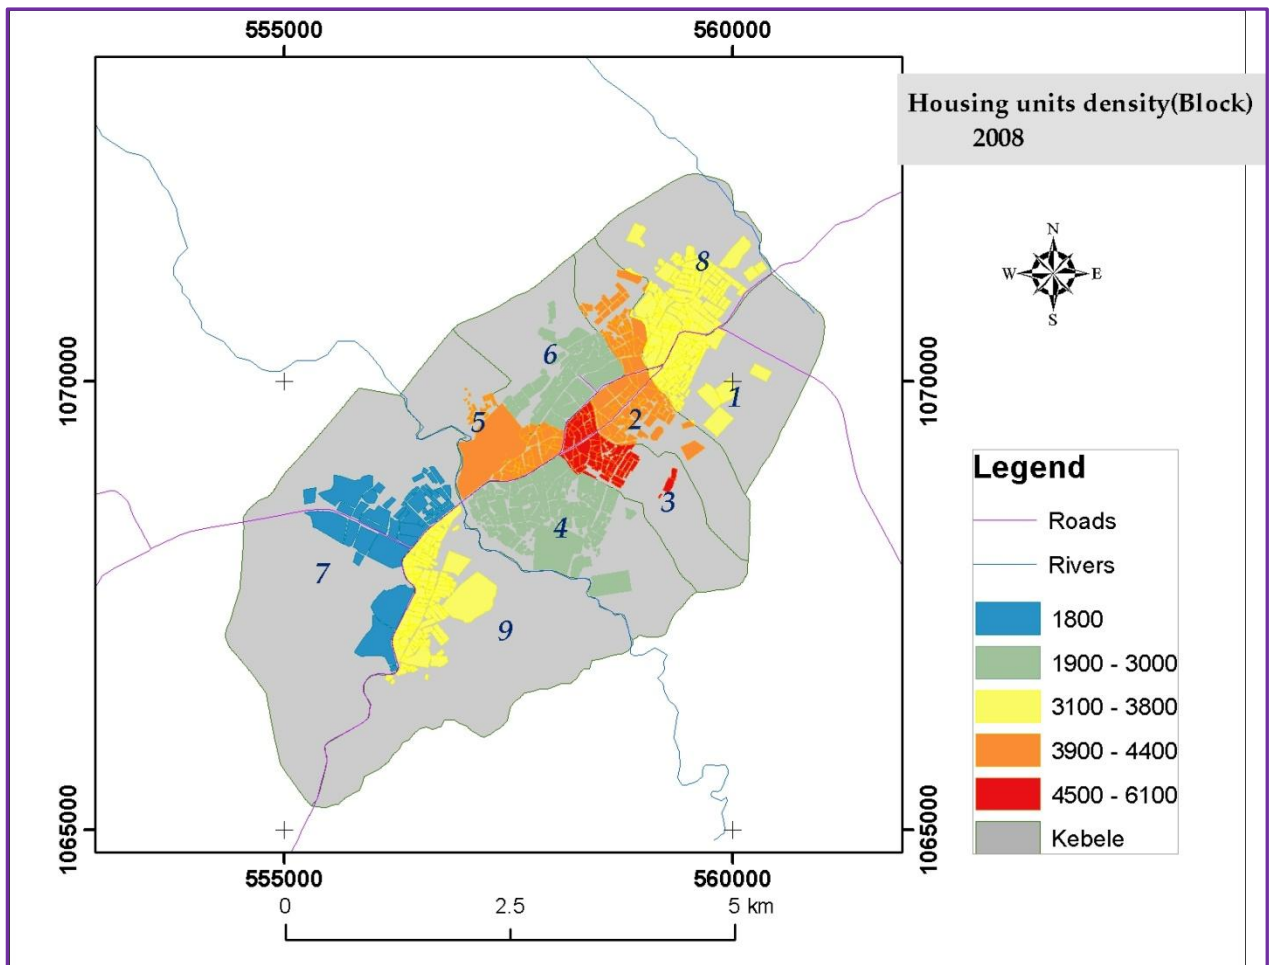 555000 560000
Housing units density(Block)
2008
N
W E
S
8
6
1070000 1070000
1
5 2
3
4
7
9
Legend
Roads
Rivers
1800
1900 - 3000
3100 - 3800
3900 - 4400
4500 - 6100
Kebele
1065000 1065000
555000 560000
0 2.5 5 km